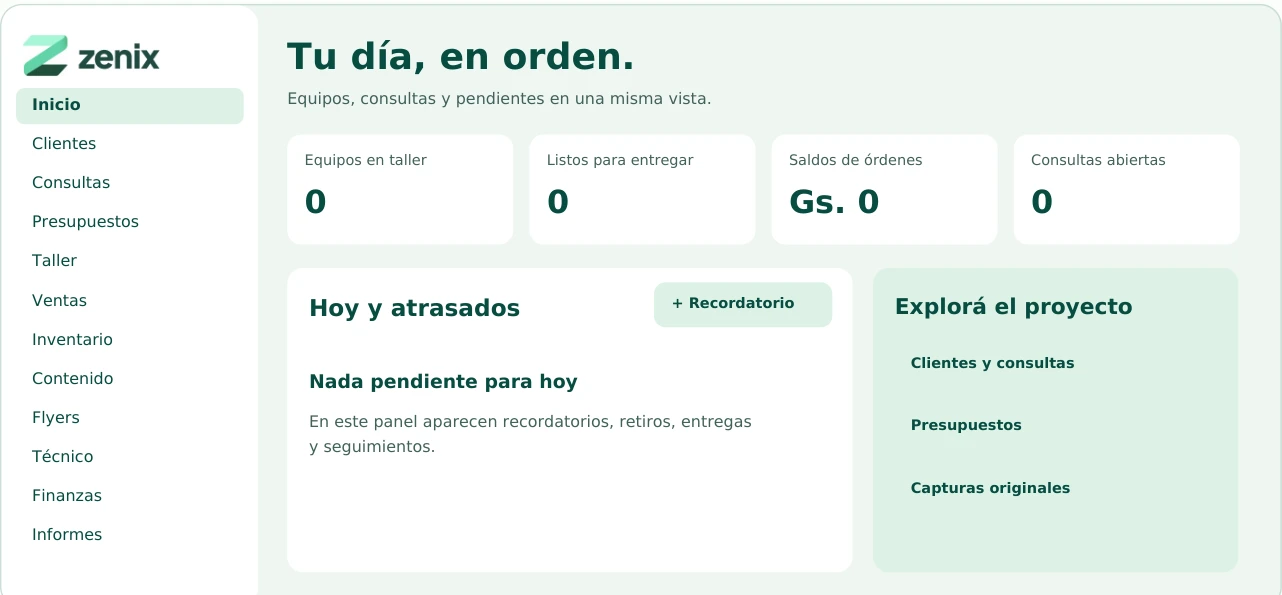 zenix
Inicio
Clientes
Consultas
Presupuestos
Taller
Ventas
Inventario
Contenido
Flyers
Técnico
Finanzas
Informes
Tu día, en orden.
Equipos, consultas y pendientes en una misma vista.
Equipos en taller
0
Listos para entregar
0
Saldos de órdenes
Gs. 0
Consultas abiertas
0
Hoy y atrasados
+ Recordatorio
Nada pendiente para hoy
En este panel aparecen recordatorios, retiros, entregas
y seguimientos.
Explorá el proyecto
Clientes y consultas
Presupuestos
Capturas originales